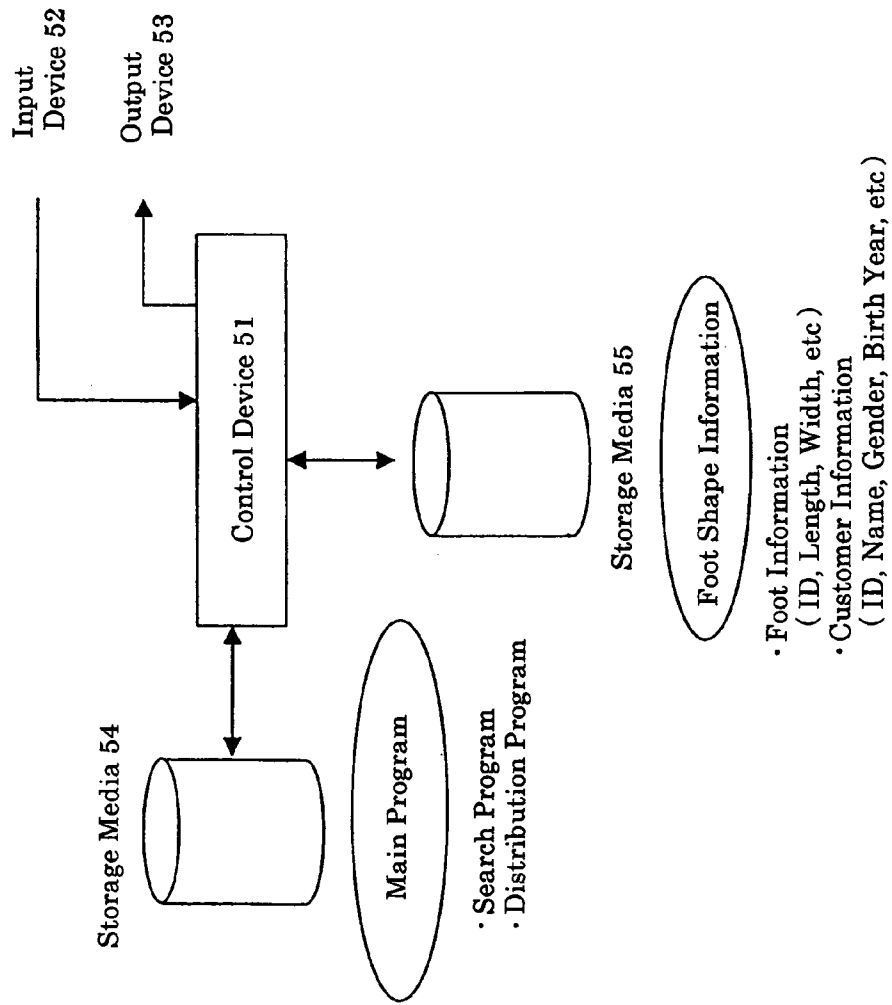 Input
Device 52
Output
Device 53
Control Device 51
Storage Media 54
Main Program
· Search Program
· Distribution Program
Storage Media 55
Foot Shape Information
· Foot Information
( ID, Length, Width, etc )
· Customer Information
( ID, Name, Gender, Birth Year, etc )